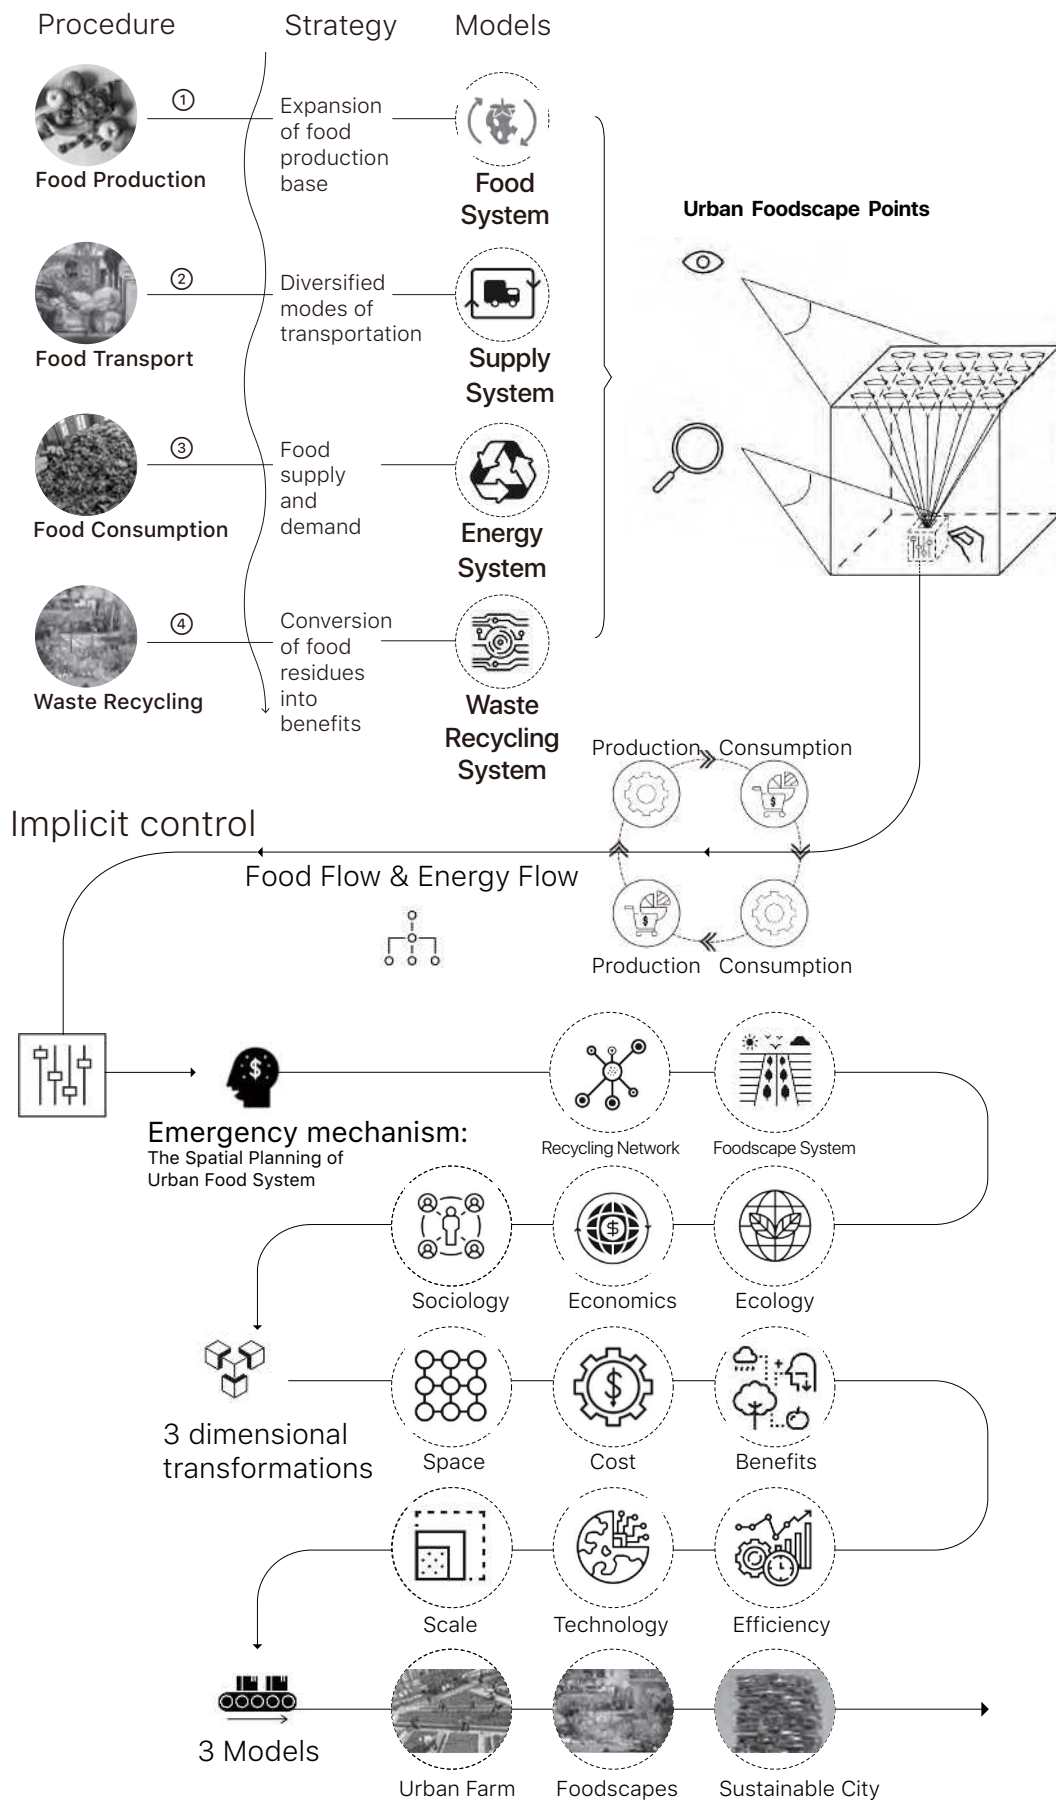 Procedure
Strategy
Models
①
Food Production
Expansion
of food
production
base
Food
System
②
Food Transport
Diversified
modes of
transportation
Supply
System
③
Food Consumption
Food
supply
and
demand
Energy
System
④
Waste Recycling
Conversion
of food
residues
into
benefits
Waste
Recycling
System
Urban Foodscape Points
Production
Consumption
$
Implicit control
Food Flow & Energy Flow
$
Production
Consumption
$
Emergency mechanism:
The Spatial Planning of
Urban Food System
Recycling Network
Foodscape System
$
Sociology
Economics
Ecology
3 dimensional
transformations
$
Space
Cost
Benefits
Scale
Technology
Efficiency
3 Models
Urban Farm
Foodscapes
Sustainable City